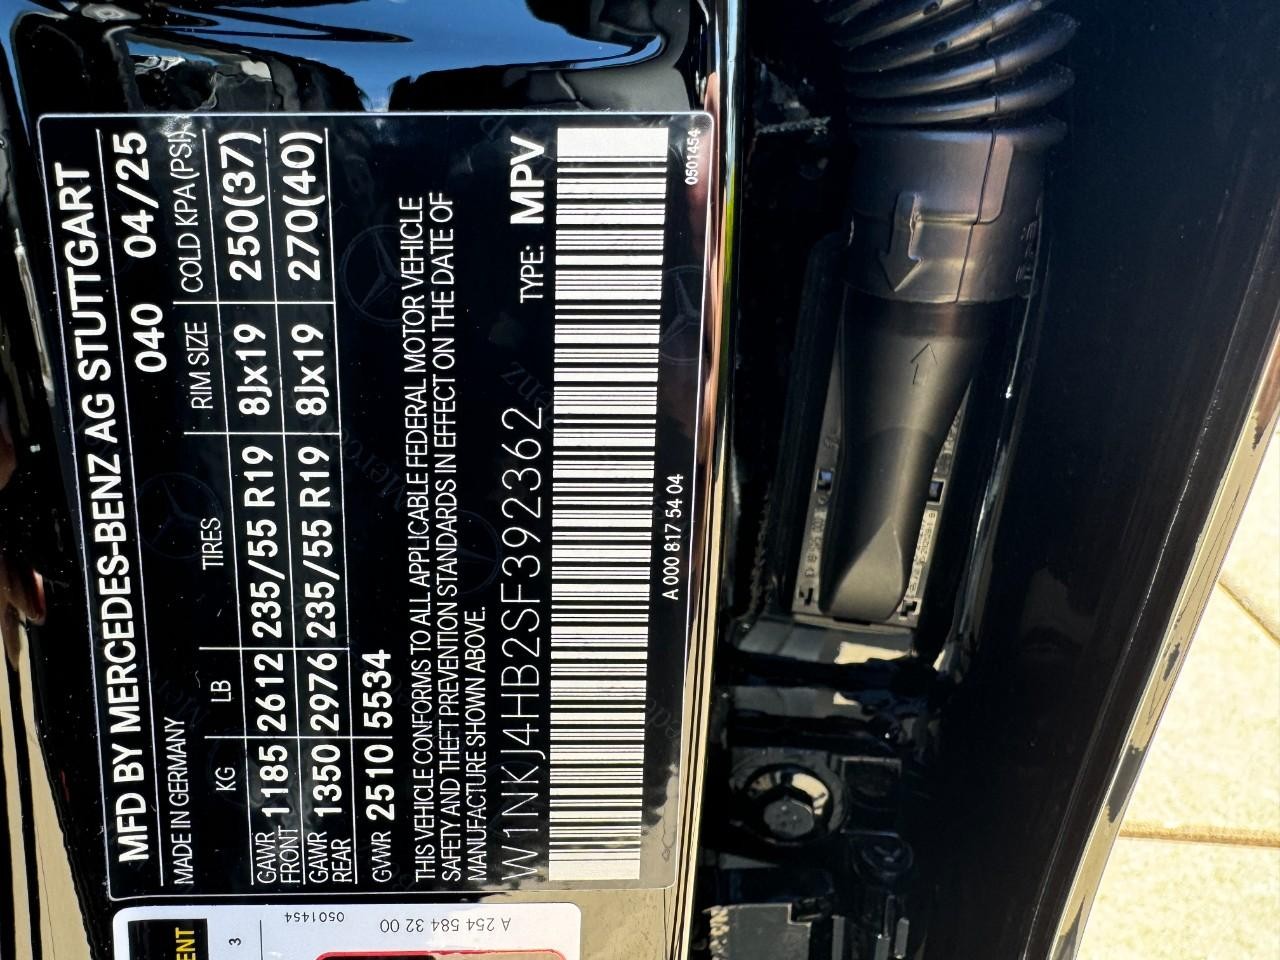 MFD BY MERCEDES-BENZ AG STUTTGART
MADE IN GERMANY 040 04/25
KG LB TIRES RIM SIZE COLD KPA (PSI)
GAWR FRONT 1185 2612 235/55 R19 8Jx19 250(37)
GAWR REAR 1350 2976 235/55 R19 8Jx19 270(40)
GVWR 2510 5534
THIS VEHICLE CONFORMS TO ALL APPLICABLE FEDERAL MOTOR VEHICLE
SAFETY AND THEFT PREVENTION STANDARDS IN EFFECT ON THE DATE OF
MANUFACTURE SHOWN ABOVE.
W1NKJ4HB2SF392362 TYPE: MPV
A 000 817 54 04 0501454
3
0501454
A 254 584 32 00